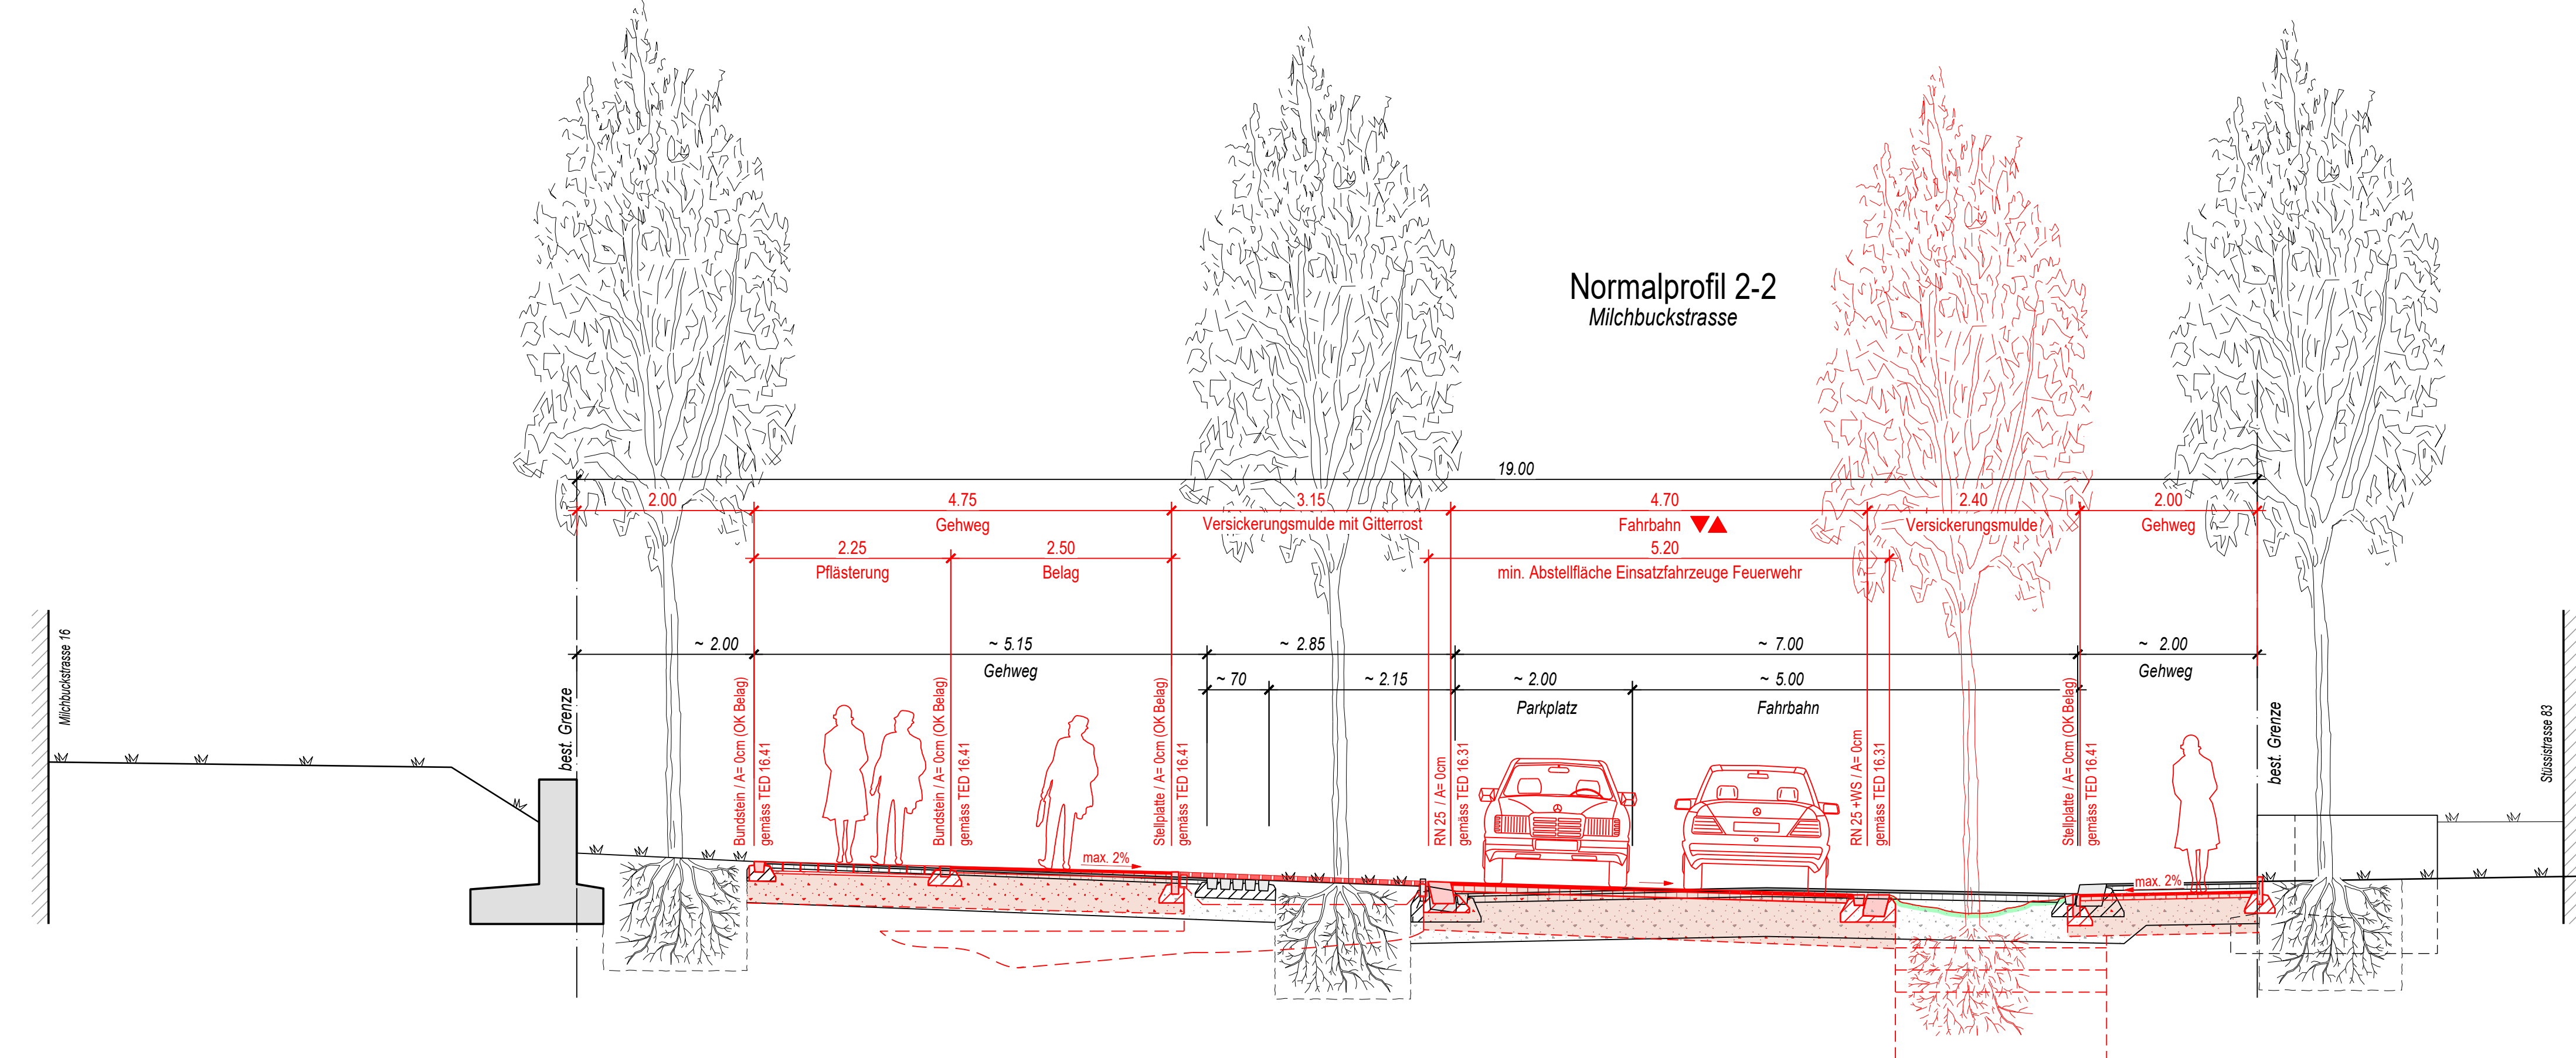 Normalprofil 2-2
Milchbuckstrasse
19.00
2.00
4.75
3.15
4.70
2.40
2.00
Gehweg
Versickerungsmulde mit Gitterrost
Fahrbahn
Versickerungsmulde
Gehweg
2.25
2.50
5.20
Pflästerung
Belag
min. Abstellfläche Einsatzfahrzeuge Feuerwehr
~ 2.00
~ 5.15
~ 2.85
~ 7.00
~ 2.00
Gehweg
Gehweg
~ 70
~ 2.15
~ 2.00
~ 5.00
Parkplatz
Fahrbahn
Milchbuckstrasse 16
best. Grenze
Bundstein / A= 0cm (OK Belag)
gemäss TED 16.41
Bundstein / A= 0cm (OK Belag)
gemäss TED 16.41
Stellplatte / A= 0cm (OK Belag)
gemäss TED 16.41
RN 25 / A= 0cm
gemäss TED 16.31
RN 25 +WS / A= 0cm
gemäss TED 16.31
Stellplatte / A= 0cm (OK Belag)
gemäss TED 16.41
best. Grenze
Stüssistrasse 83
max. 2%
max. 2%